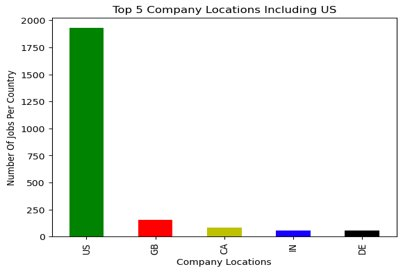 Top 5 Company Locations Including US
Number Of Jobs Per Country
2000
1750
1500
1250
1000
750
500
250
0
US
GB
CA
IN
DE
Company Locations